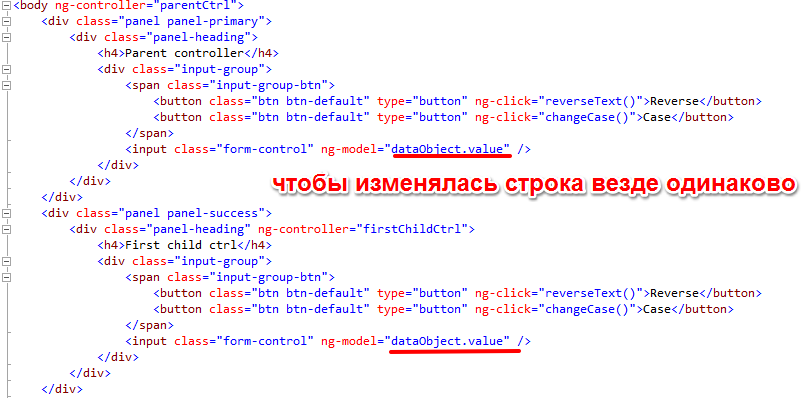 <body ng-controller="parentCtrl">
<div class="panel panel-primary">
<div class="panel-heading">
<h4>Parent controller</h4>
<div class="input-group">
<span class="input-group-btn">
<button class="btn btn-default" type="button" ng-click="reverseText()">Reverse</button>
<button class="btn btn-default" type="button" ng-click="changeCase()">Case</button>
</span>
<input class="form-control" ng-model="dataObject.value" />
</div>
чтобы изменялась строка везде одинаково
</div>
</div>
<div class="panel panel-success">
<div class="panel-heading" ng-controller="firstChildCtrl">
<h4>First child ctrl</h4>
<div class="input-group">
<span class="input-group-btn">
<button class="btn btn-default" type="button" ng-click="reverseText()">Reverse</button>
<button class="btn btn-default" type="button" ng-click="changeCase()">Case</button>
</span>
<input class="form-control" ng-model="dataObject.value" />
</div>
</div>
</div>